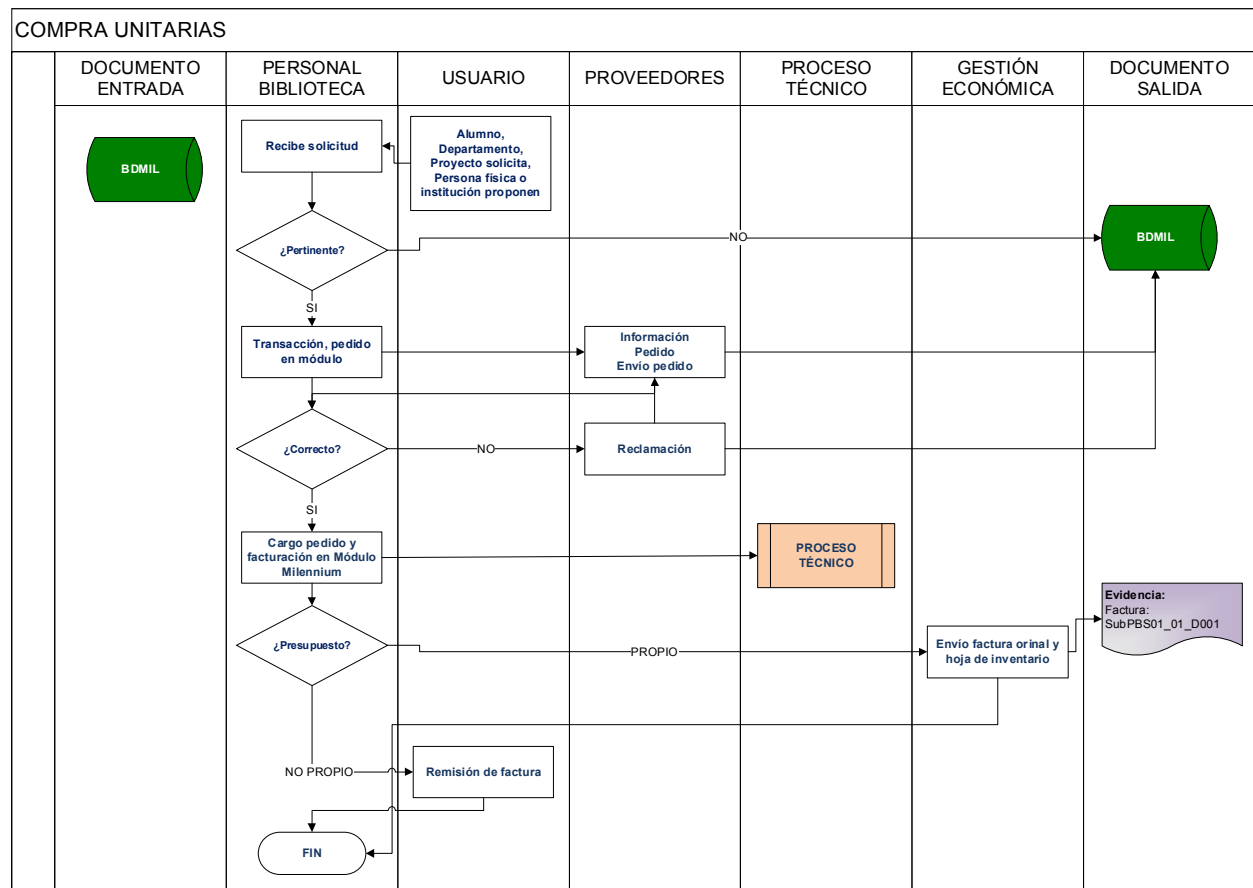 COMPRA UNITARIAS
DOCUMENTO
ENTRADA
PERSONAL
BIBLIOTECA
USUARIO
PROVEEDORES
PROCESO
TÉCNICO
GESTIÓN
ECONÓMICA
DOCUMENTO
SALIDA
BDMIL
Recibe solicitud
Alumno,
Departamento,
Proyecto solicita,
Persona física o
institución proponen
¿Pertinente?
NO
BDMIL
SI
Transacción, pedido
en módulo
Información
Pedido
Envío pedido
¿Correcto?
NO
Reclamación
SI
Cargo pedido y
facturación en Módulo
Milennium
PROCESO
TÉCNICO
¿Presupuesto?
PROPIO
Envío factura orinal y
hoja de inventario
Evidencia:
Factura:
SubPBS01_01_D001
NO PROPIO
Remisión de factura
FIN